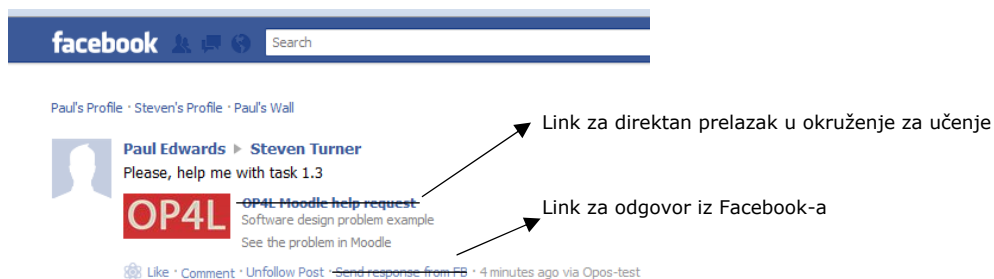 facebook Search
Paul's Profile · Steven's Profile · Paul's Wall
Link za direktan prelazak u okruženje za učenje
Paul Edwards ▶ Steven Turner
Please, help me with task 1.3
OP4L
OP4L Moodle help request
Software design problem example
See the problem in Moodle
Link za odgovor iz Facebook-a
Like · Comment · Unfollow Post · Send response from FB · 4 minutes ago via Opos-test